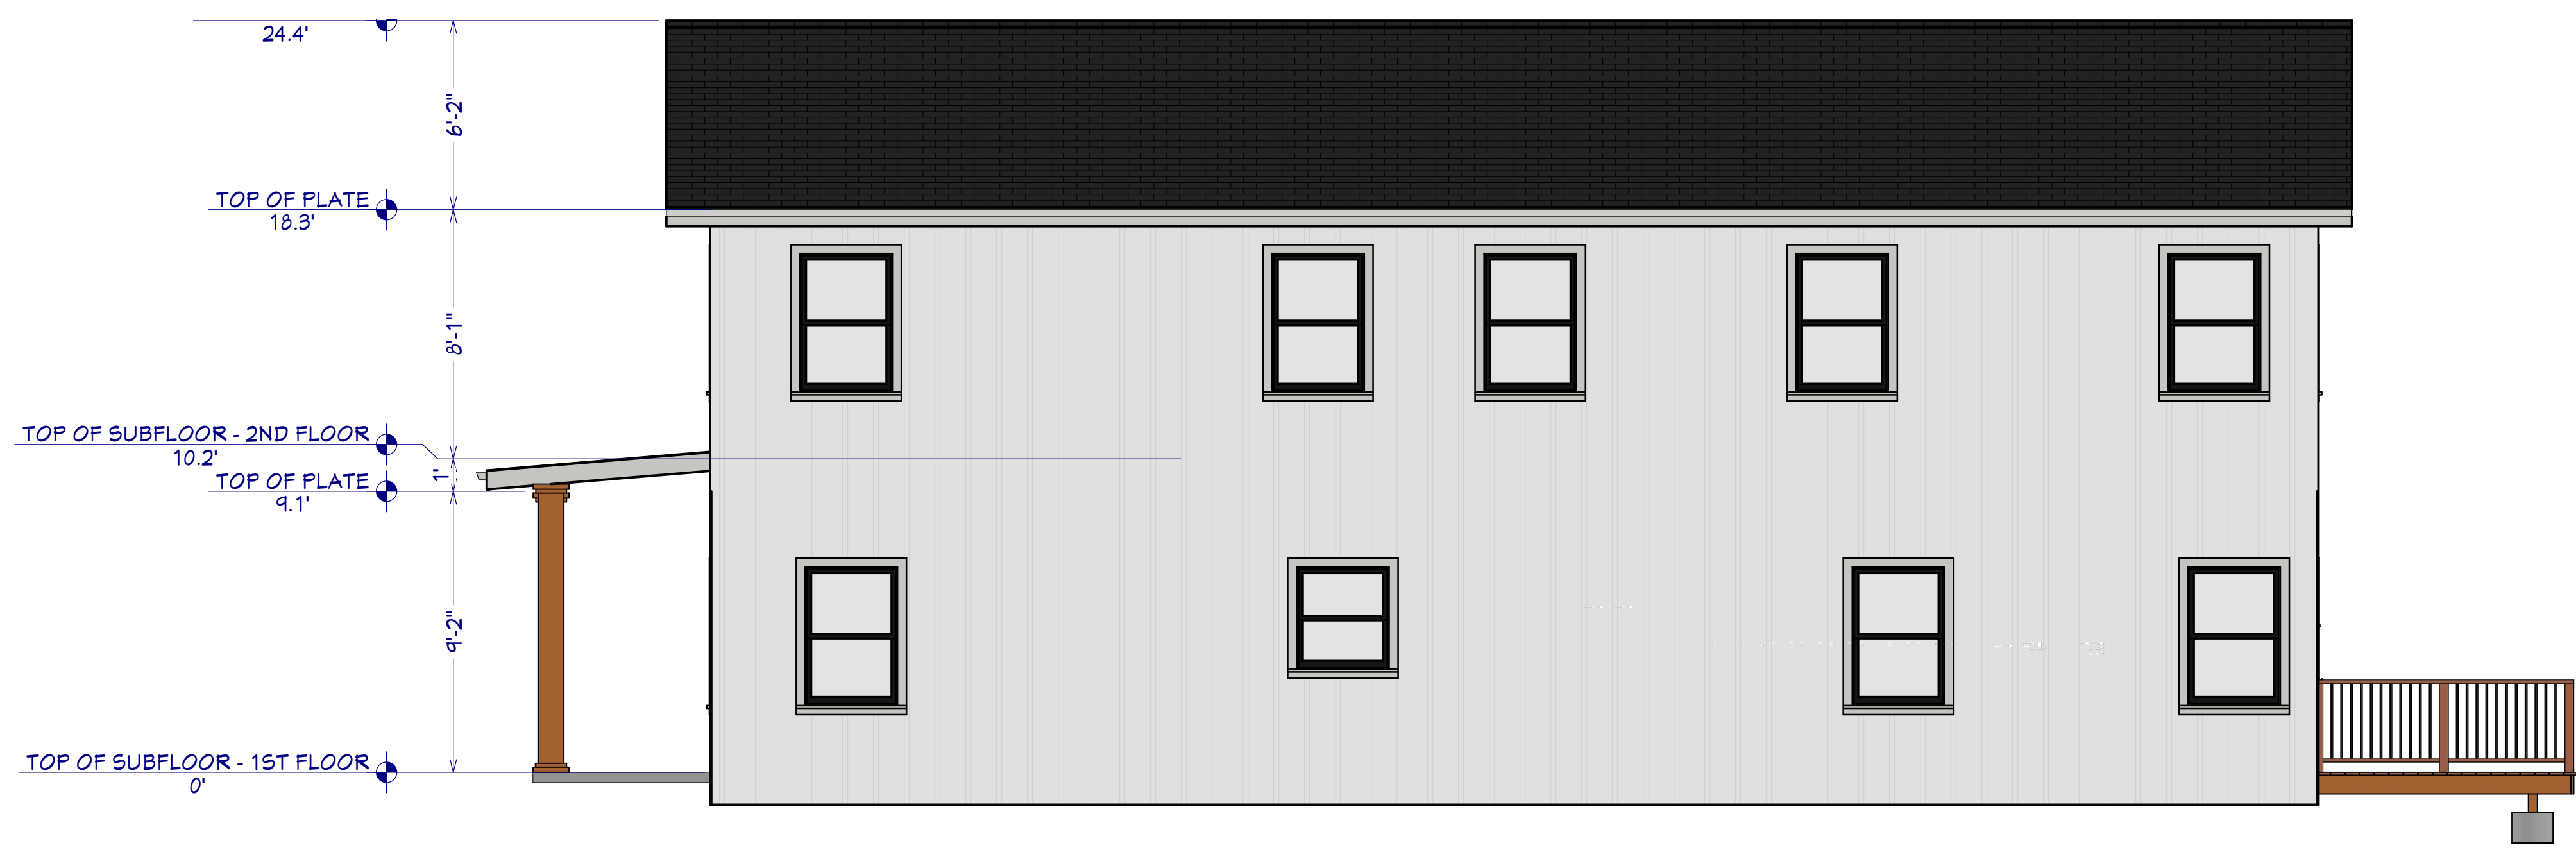 24.4'
6'-2"
TOP OF PLATE
18.3'
8'-1"
TOP OF SUBFLOOR - 2ND FLOOR
10.2'
1'
TOP OF PLATE
9.1'
9'-2"
TOP OF SUBFLOOR - 1ST FLOOR
0'